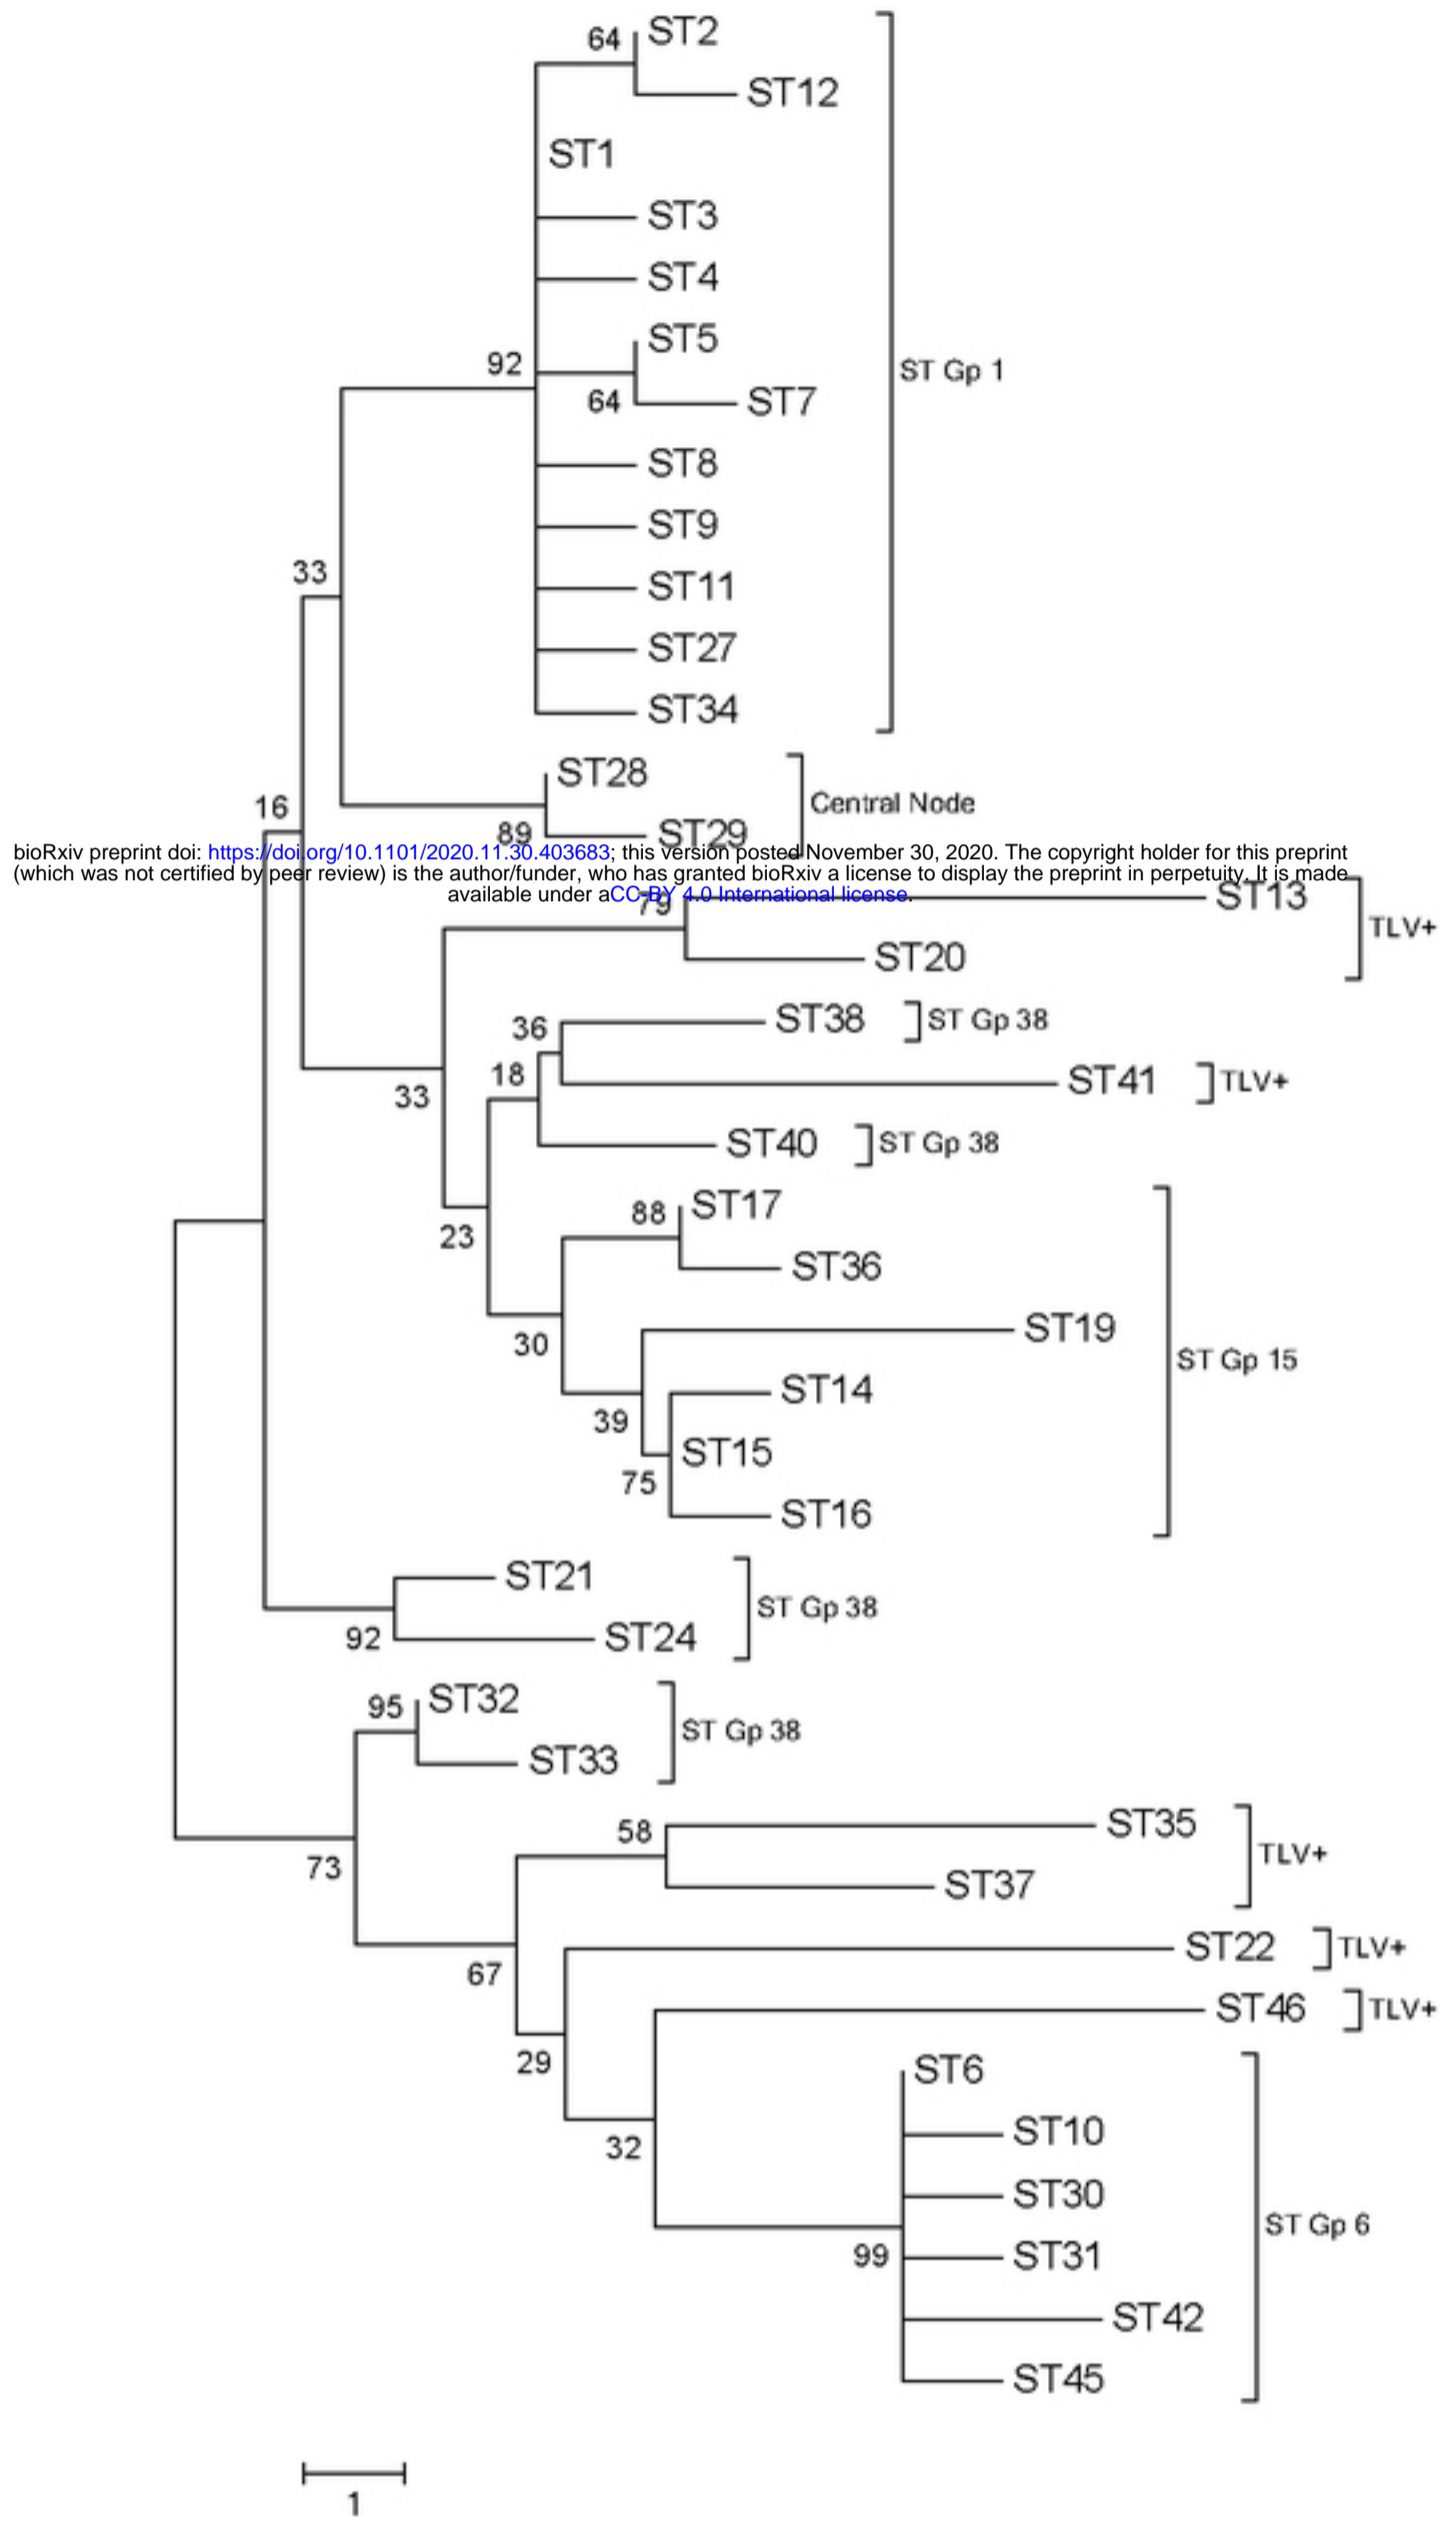 64
ST2
ST12
ST1
ST3
ST4
ST5
92
ST Gp 1
64
ST7
ST8
ST9
33
ST11
ST27
ST34
ST28
16
Central Node
89
ST29
bioRxiv preprint doi: https://doi.org/10.1101/2020.11.30.403683; this version posted November 30, 2020. The copyright holder for this preprint
(which was not certified by peer review) is the author/funder, who has granted bioRxiv a license to display the preprint in perpetuity. It is made
available under aCC-BY 4.0 International license.
79
ST13
TLV+
ST20
36
ST38
ST Gp 38
18
ST41
TLV+
33
ST40
ST Gp 38
88
ST17
23
ST36
30
ST19
ST Gp 15
39
ST14
ST15
75
ST16
ST21
ST Gp 38
92
ST24
95
ST32
ST Gp 38
ST33
58
ST35
TLV+
73
ST37
67
ST22
TLV+
ST46
TLV+
29
ST6
32
ST10
ST30
ST Gp 6
99
ST31
ST42
ST45
1